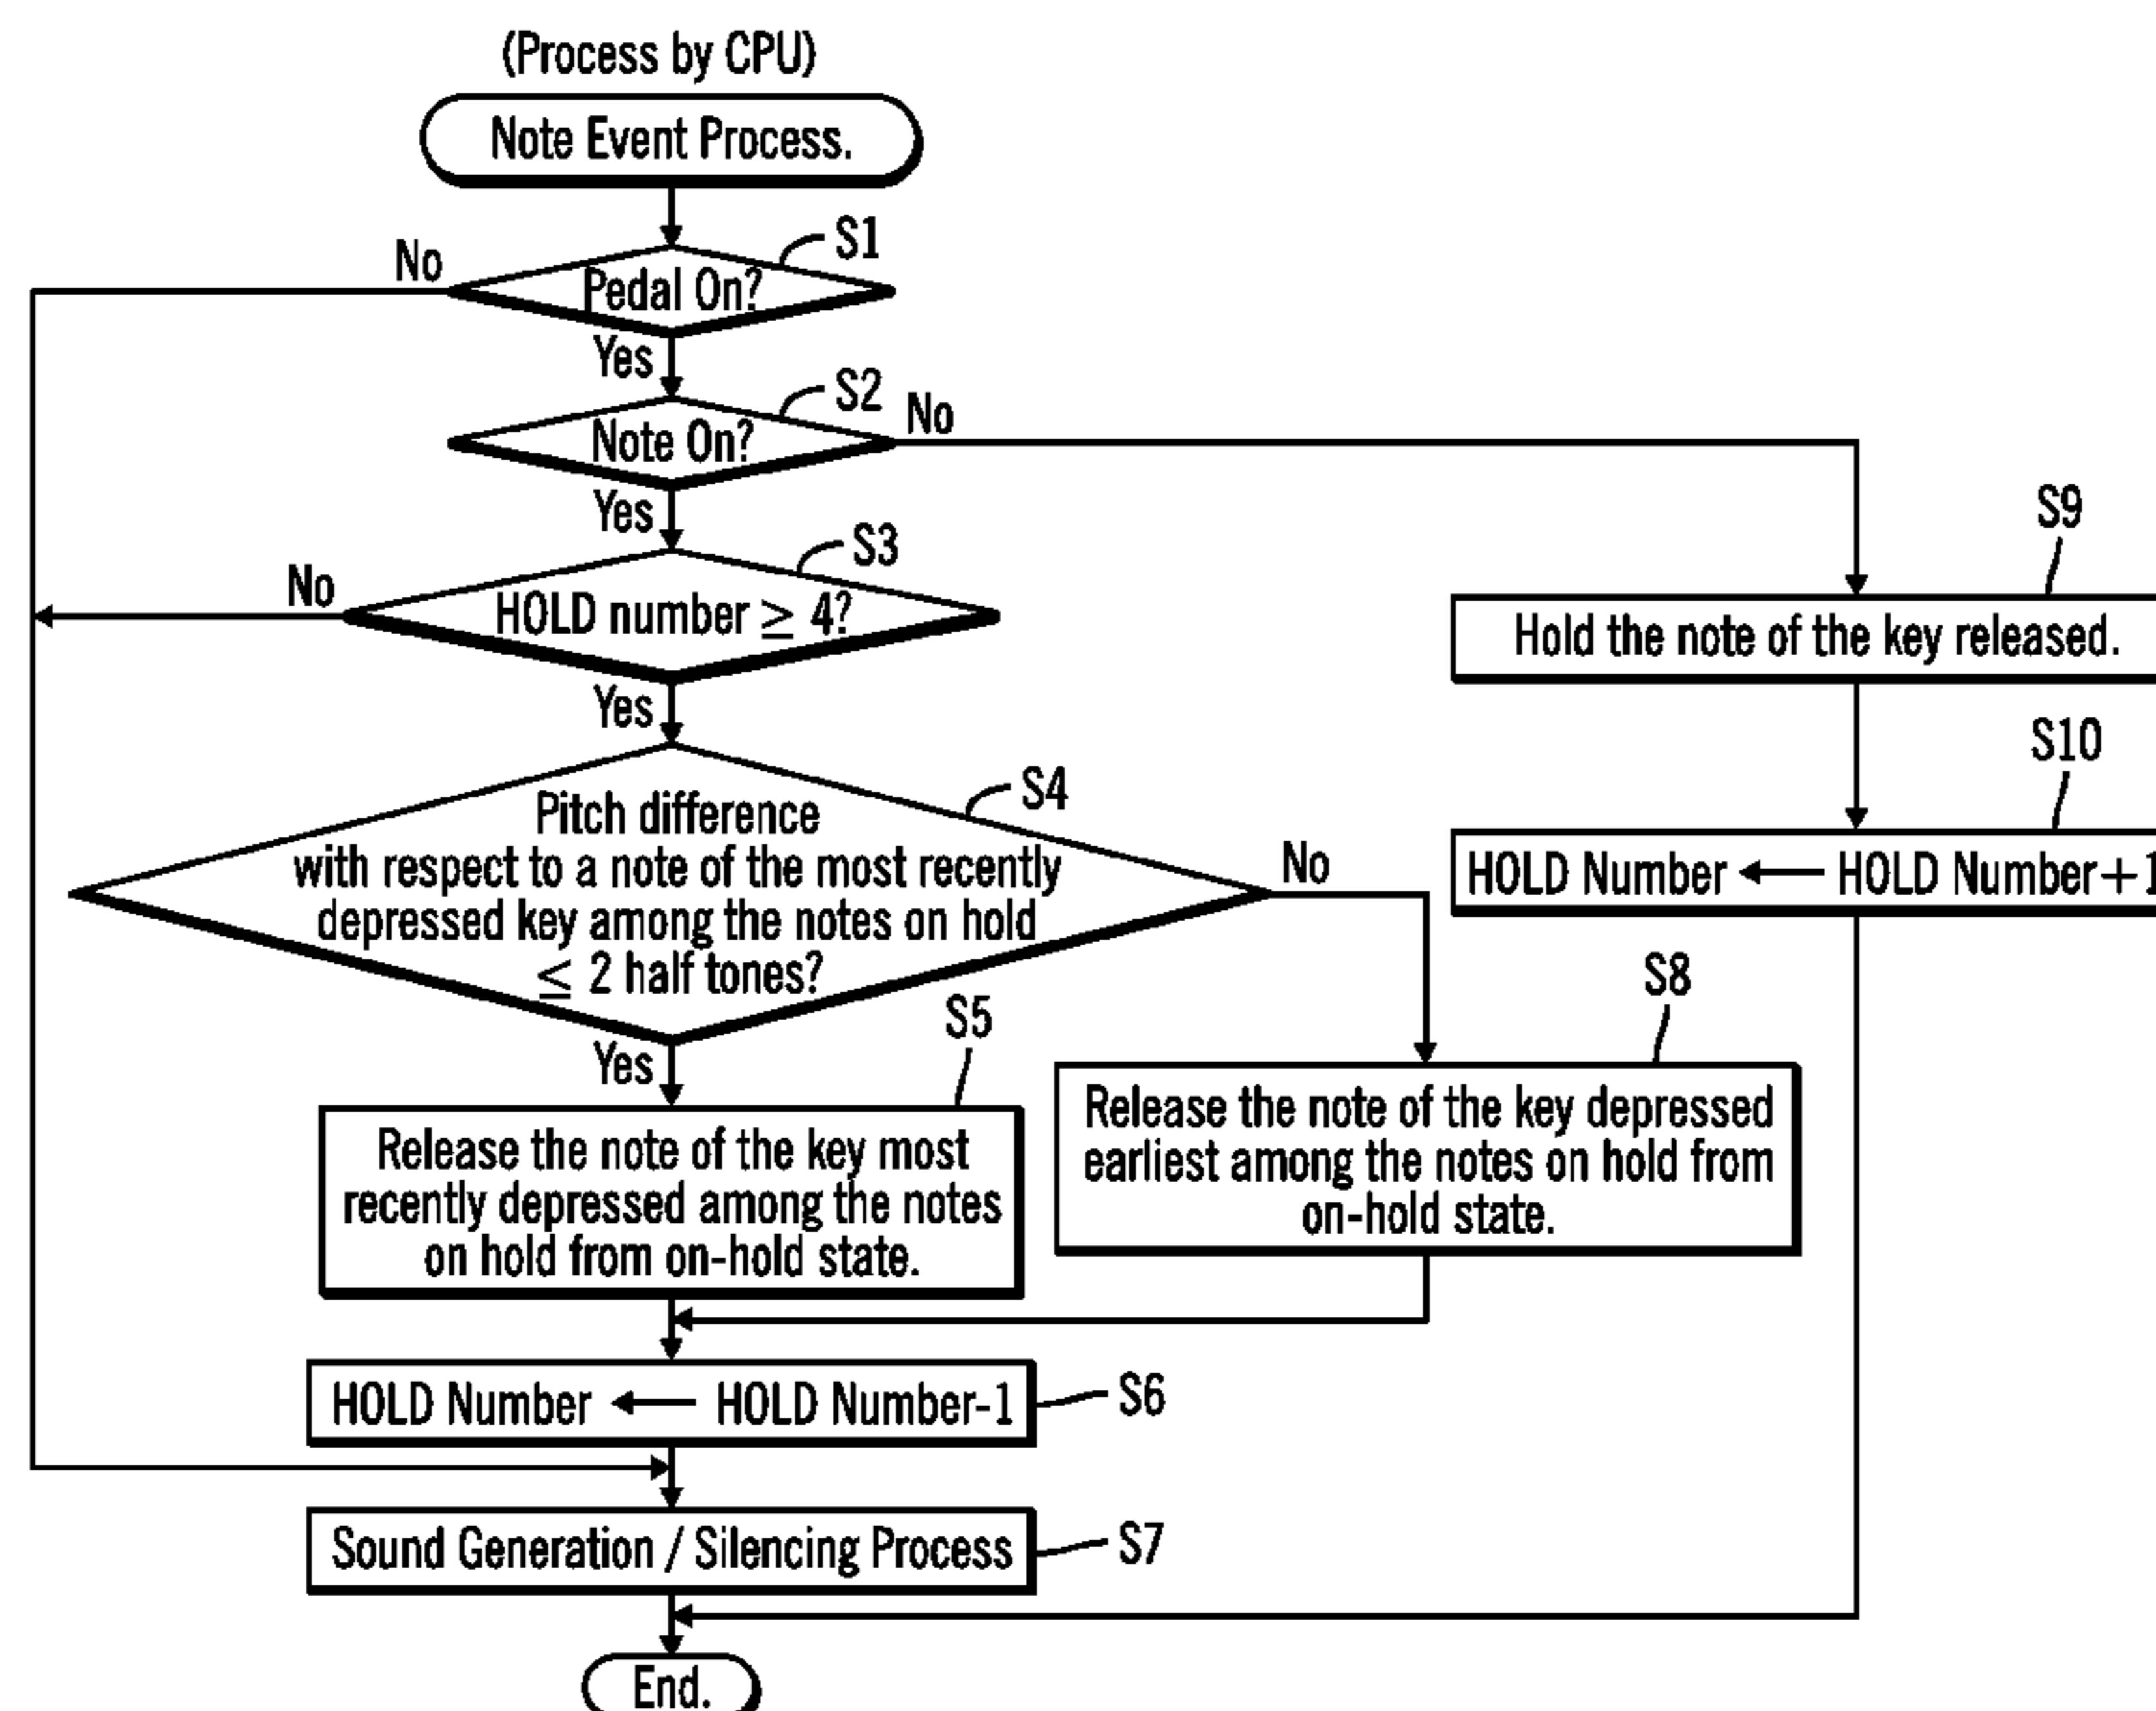 (Process by CPU)
Note Event Process.
S1
No
Pedal On?
Yes
S2
No
Note On?
Yes
S3
No
HOLD number ≥ 4?
Yes
S9
Hold the note of the key released.
S10
HOLD Number ← HOLD Number+1
S4
Pitch difference
with respect to a note of the most recently
depressed key among the notes on hold
≤ 2 half tones?
No
Yes
S5
Release the note of the key most
recently depressed among the notes
on hold from on-hold state.
S8
Release the note of the key depressed
earliest among the notes on hold from
on-hold state.
HOLD Number ← HOLD Number-1
S6
Sound Generation / Silencing Process
S7
End.